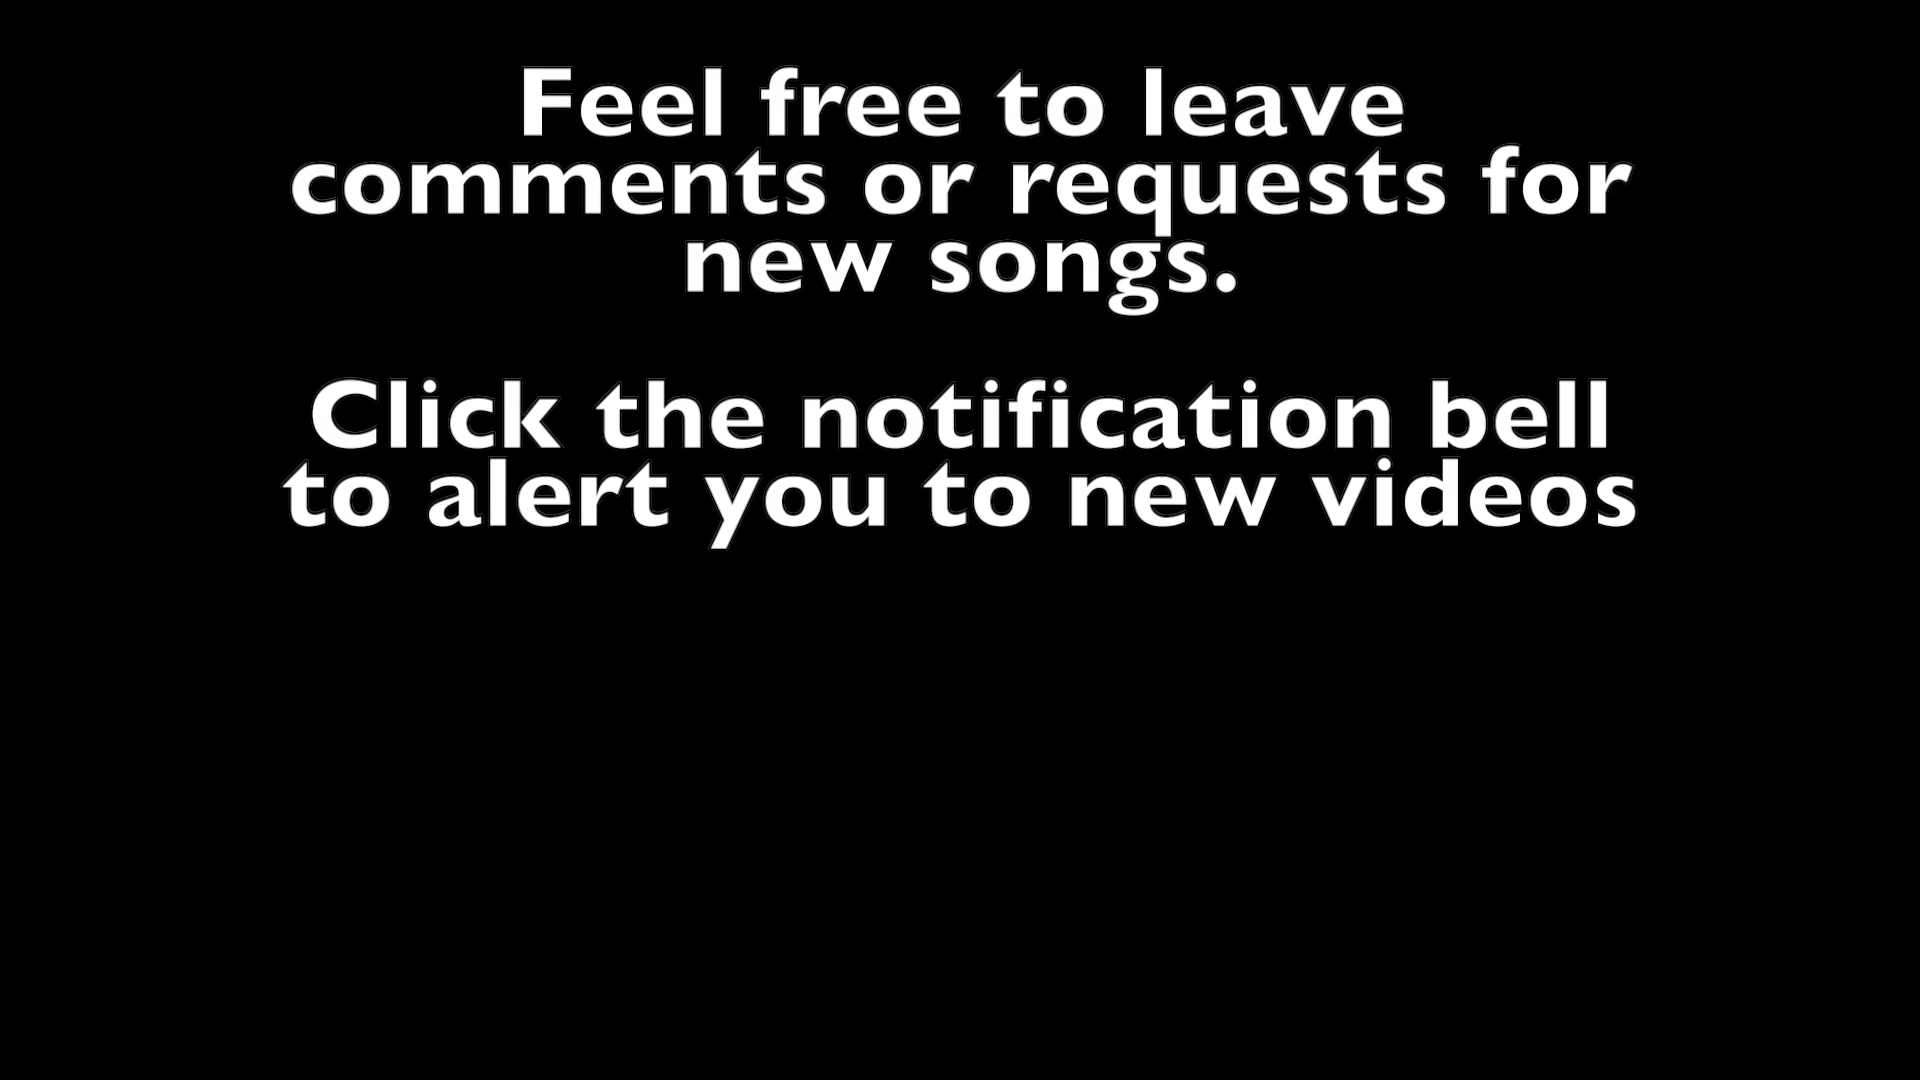 Feel free to leave
comments or requests for
new songs.
Click the notification bell
to alert you to new videos